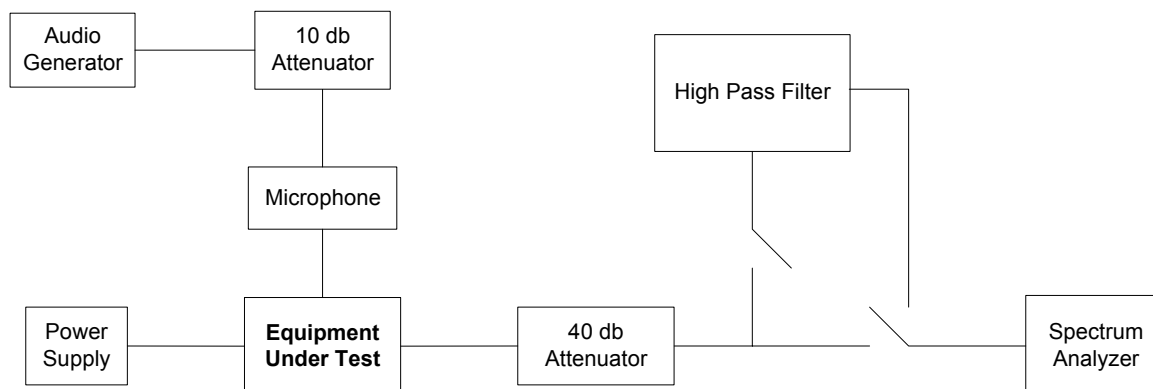 Audio
Generator
10 db
Attenuator
High Pass Filter
Microphone
Power
Supply
Equipment
Under Test
40 db
Attenuator
Spectrum
Analyzer